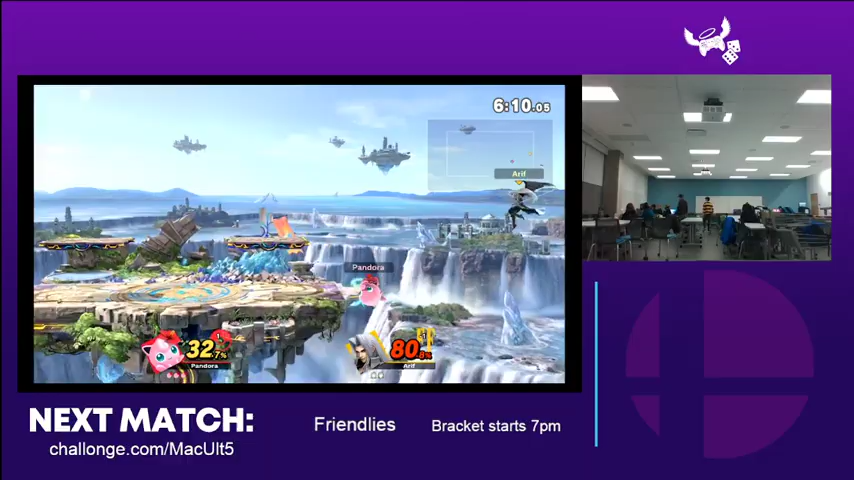 6:10.05
Arif
Pandora
32.7%
Pandora
80.8%
Arif
NEXT MATCH:
challonge.com/MacUlt5
Friendlies
Bracket starts 7pm